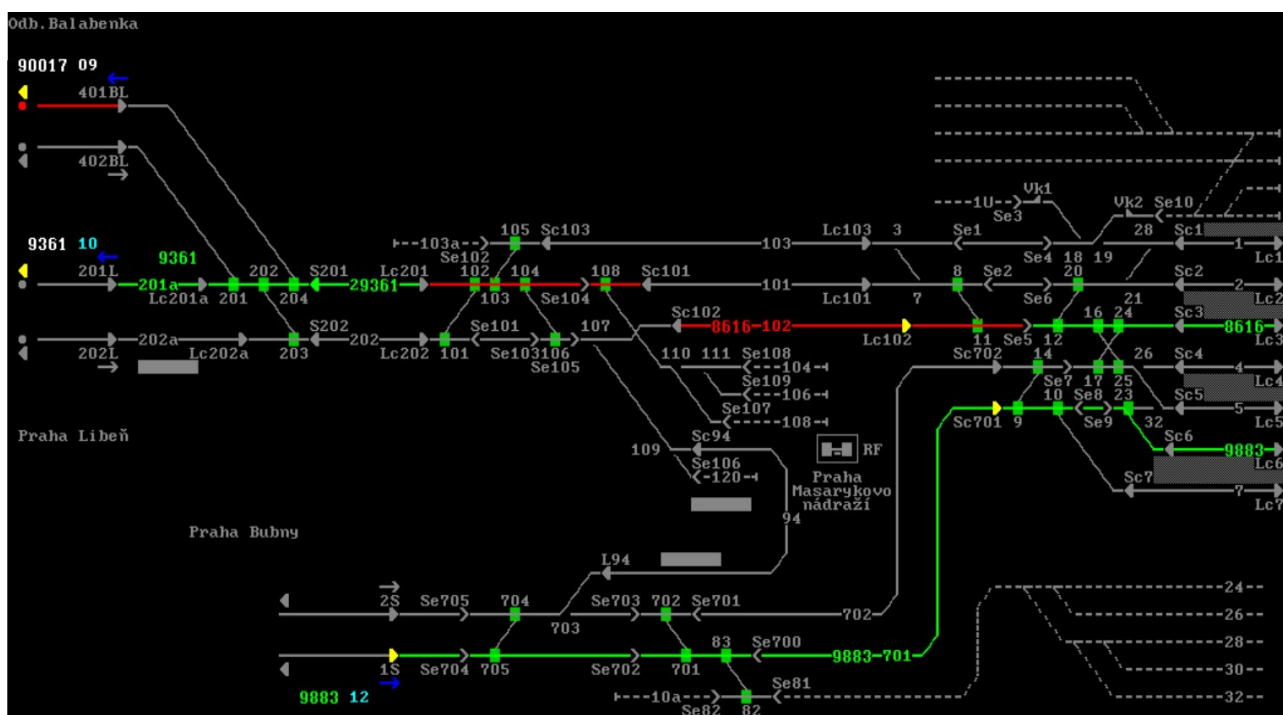 Odb.Balabenka
90017 09
401BL
402BL
1U
Vk1
Se3
Vk2 Se10
9361 10
9361
103a
Se102
105
Sc103
103
Lc103
3
Se1
Se4
18
19
28
Sc1
1
Lc1
201L
201a
Lc201a
201
202
204
S201
29361
Lc201
102
103
104
Se104
108
Sc101
101
Lc101
7
8
Se2
Se6
20
21
Sc2
2
Lc2
202L
202a
Lc202a
203
S202
202
Lc202
101
Se101
Se103
106
Se105
107
Sc102
8616-102
Lc102
11
Se5
12
16
24
Sc3
8616
Lc3
110
111
Se108
104
Se109
106
Se107
108
Sc702
14
Se7
17
25
26
Sc4
4
Lc4
Sc701
9
10
Se8
Se9
23
32
Sc5
5
Lc5
Praha Libeň
109
Sc94
Se106
120
RF
Praha
Masarykovo
nádraží
Sc6
9883
Lc6
Sc7
7
Lc7
94
Praha Bubny
L94
2S
Se705
704
703
Se703
702
Se701
702
24
26
1S
Se704
705
Se702
701
83
Se700
9883-701
28
30
9883 12
10a
Se82
82
Se81
32